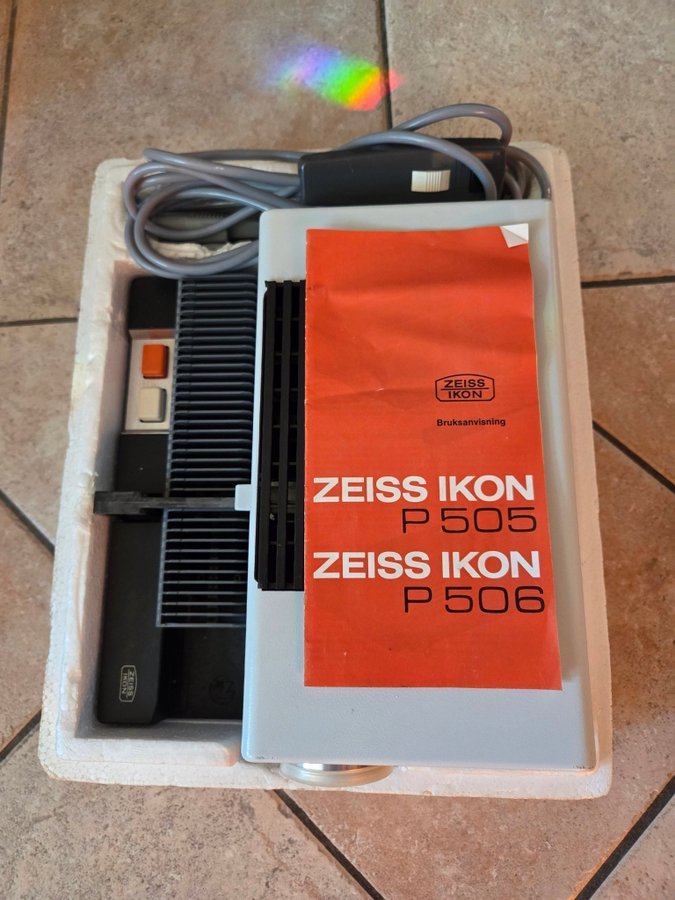 ZEISS
IKON
Bruksanvisning
ZEISS IKON
P 505
ZEISS IKON
P 506
ZEISS
IKON